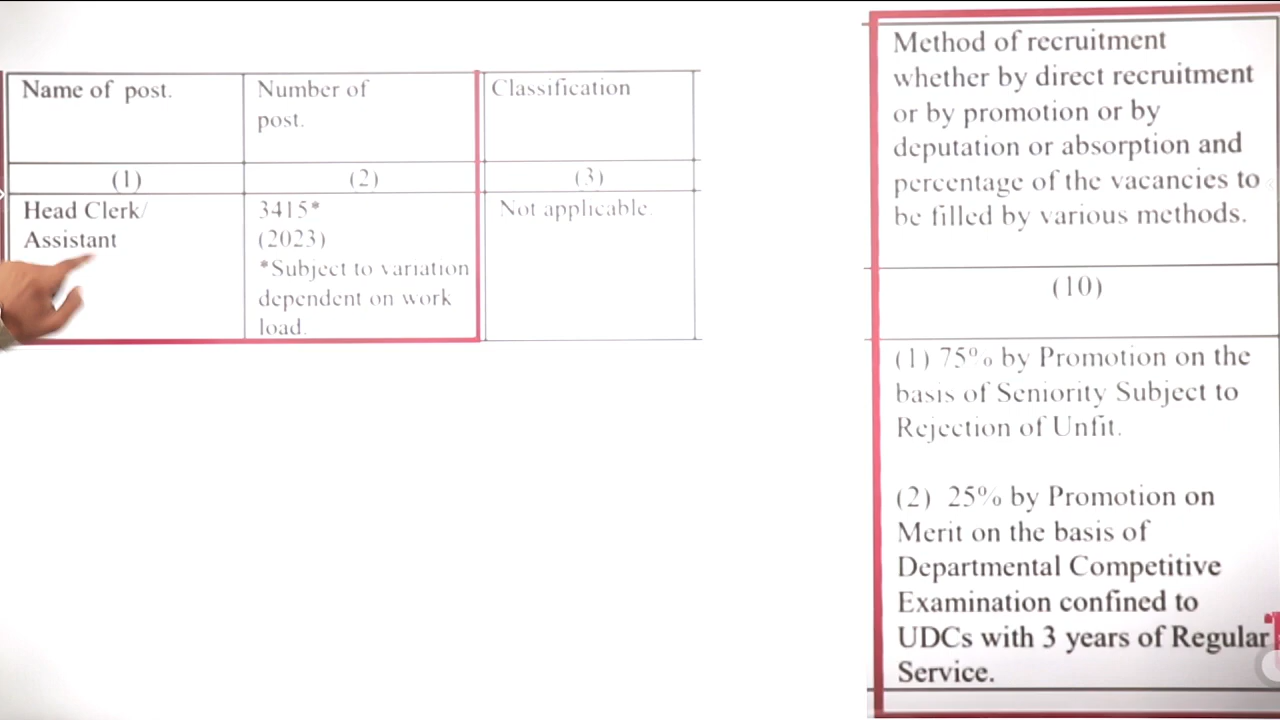 Name of post.
Number of
post.
Classification
(1)
(2)
(3)
Head Clerk/
Assistant
3415*
(2023)
*Subject to variation
dependent on work
load.
Not applicable.
Method of recruitment
whether by direct recruitment
or by promotion or by
deputation or absorption and
percentage of the vacancies to
be filled by various methods.
(10)
(1) 75% by Promotion on the
basis of Seniority Subject to
Rejection of Unfit.
(2) 25% by Promotion on
Merit on the basis of
Departmental Competitive
Examination confined to
UDCs with 3 years of Regular
Service.